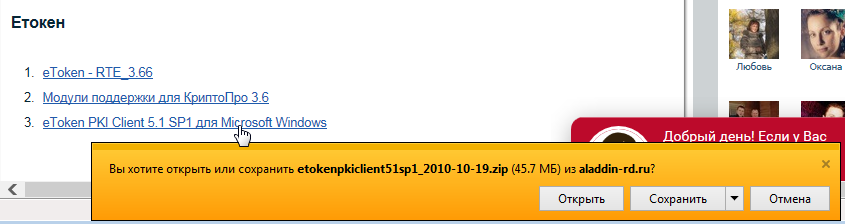 Етокен
1. eToken - RTE_3.66
2. Модули поддержки для КриптоПро 3.6
3. eToken PKI Client 5.1 SP1 для Microsoft Windows
Любовь
Оксана
Добрый день! Если у Вас
Вы хотите открыть или сохранить etokenpkiclient51sp1_2010-10-19.zip (45.7 МБ) из aladdin-rd.ru?
Открыть
Сохранить
Отмена